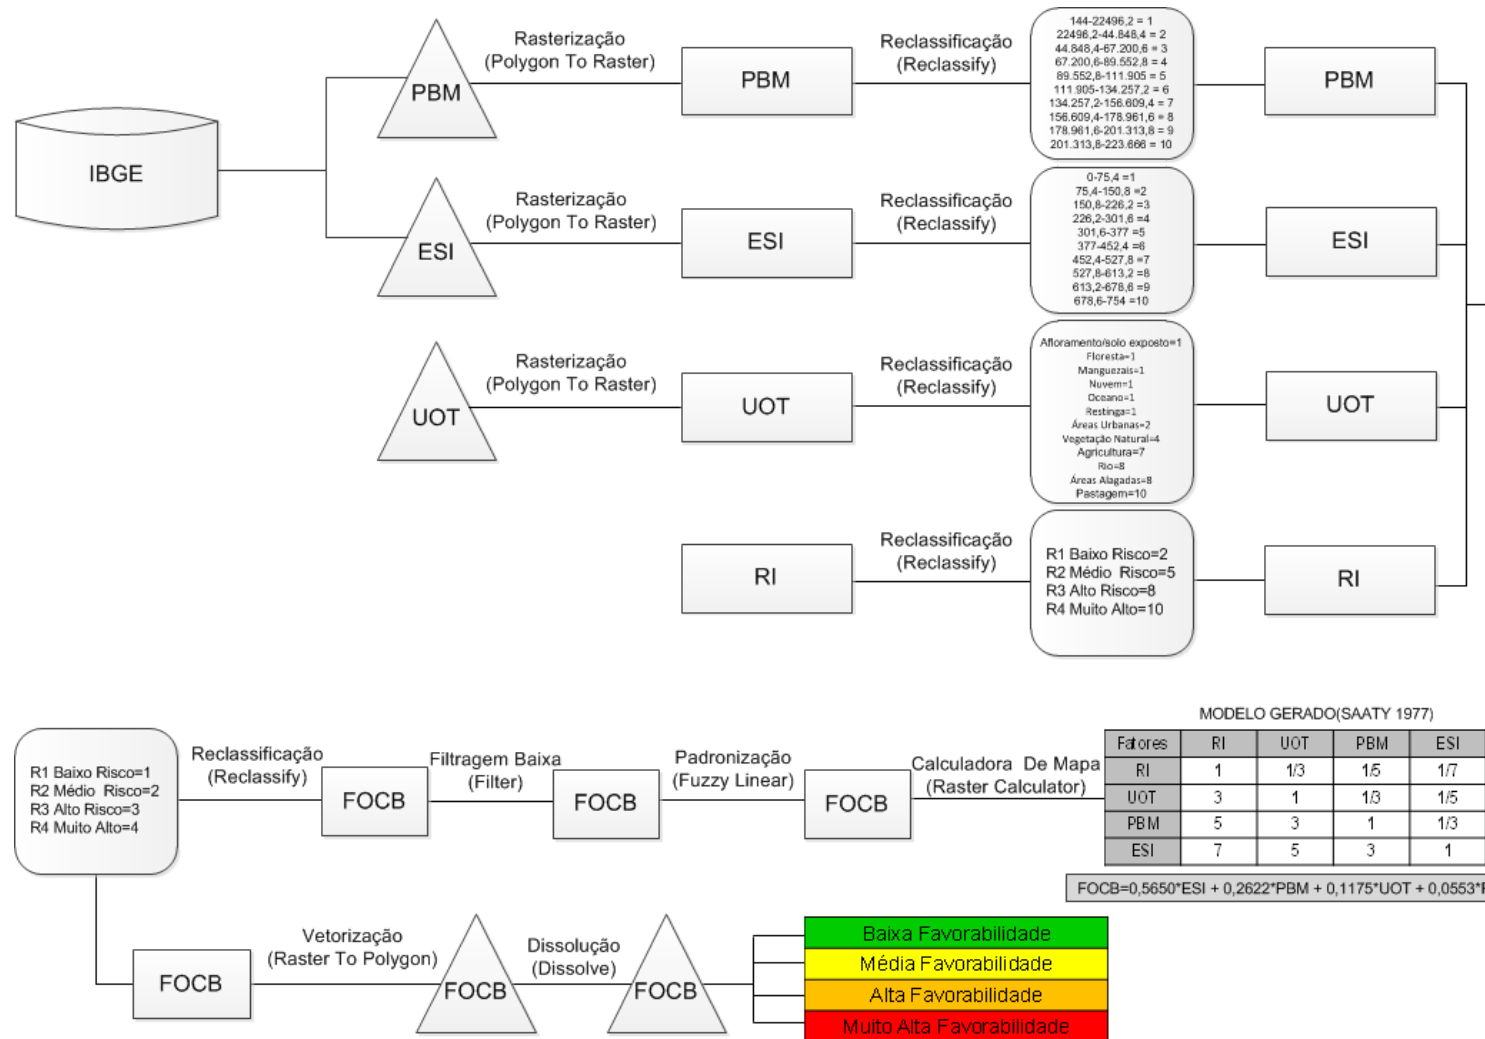 IBGE
PBM
Rasterização
(Polygon To Raster)
PBM
Reclassificação
(Reclassify)
144-22496,2 = 1
22496,2-44.848,4 = 2
44.848,4-67.200,6 = 3
67.200,6-89.552,8 = 4
89.552,8-111.905 = 5
111.905-134.257,2 = 6
134.257,2-156.609,4 = 7
156.609,4-178.961,6 = 8
178.961,6-201.313,8 = 9
201.313,8-223.666 = 10
PBM
ESI
Rasterização
(Polygon To Raster)
ESI
Reclassificação
(Reclassify)
0-75,4 =1
75,4-150,8 =2
150,8-226,2 =3
226,2-301,6 =4
301,6-377 =5
377-452,4 =6
452,4-527,8 =7
527,8-613,2 =8
613,2-678,6 =9
678,6-754 =10
ESI
UOT
Rasterização
(Polygon To Raster)
UOT
Reclassificação
(Reclassify)
Afloramento/solo exposto=1
Floresta=1
Manguezais=1
Nuvem=1
Oceano=1
Restinga=1
Áreas Urbanas=2
Vegetação Natural=4
Agricultura=7
Rio=8
Áreas Alagadas=8
Pastagem=10
UOT
RI
Reclassificação
(Reclassify)
R1 Baixo Risco=2
R2 Médio Risco=5
R3 Alto Risco=8
R4 Muito Alto=10
RI
R1 Baixo Risco=1
R2 Médio Risco=2
R3 Alto Risco=3
R4 Muito Alto=4
Reclassificação
(Reclassify)
FOCB
Filtragem Baixa
(Filter)
FOCB
Padronização
(Fuzzy Linear)
FOCB
Calculadora De Mapa
(Raster Calculator)
MODELO GERADO(SAATY 1977)
Fatores RI UOT PBM ESI
RI 1 1/3 1/5 1/7
UOT 3 1 1/3 1/5
PBM 5 3 1 1/3
ESI 7 5 3 1
FOCB=0,5650*ESI + 0,2622*PBM + 0,1175*UOT + 0,0553*
FOCB
Vetorização
(Raster To Polygon)
FOCB
Dissolução
(Dissolve)
FOCB
Baixa Favorabilidade
Média Favorabilidade
Alta Favorabilidade
Muito Alta Favorabilidade